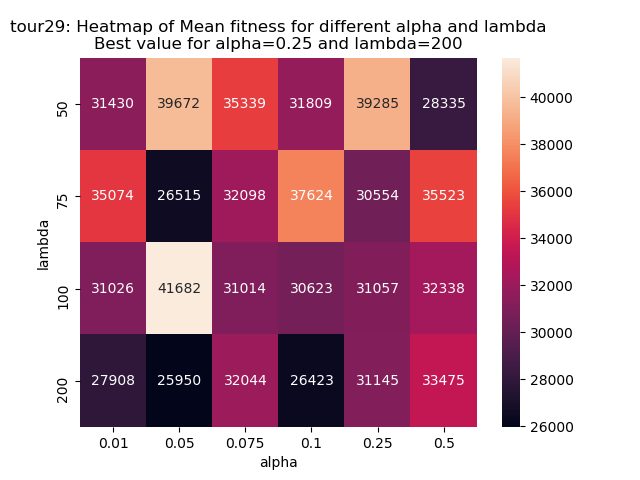 tour29: Heatmap of Mean fitness for different alpha and lambda
Best value for alpha=0.25 and lambda=200
50 31430 39672 35339 31809 39285 28335
75 35074 26515 32098 37624 30554 35523
100 31026 41682 31014 30623 31057 32338
200 27908 25950 32044 26423 31145 33475
lambda
0.01 0.05 0.075 0.1 0.25 0.5
alpha
40000
38000
36000
34000
32000
30000
28000
26000